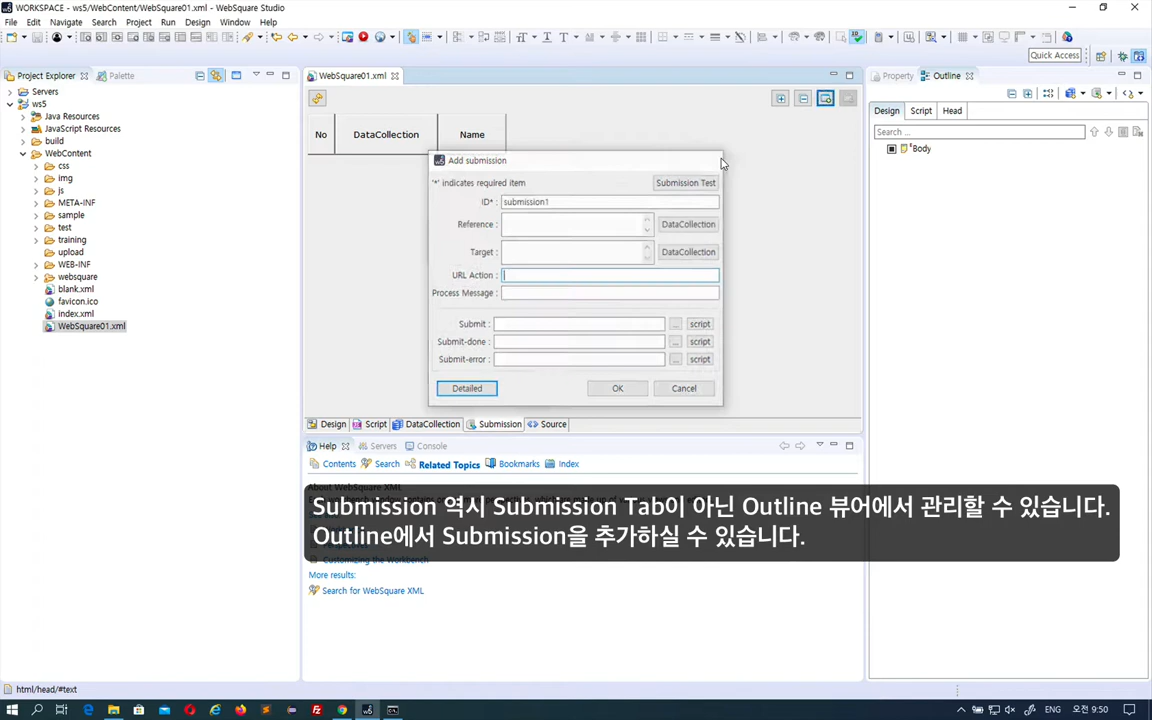 WORKSPACE - ws5/WebContent/WebSquare01.xml - WebSquare Studio
File Edit Navigate Search Project Run Design Window Help
Quick Access
Project Explorer Palette
Servers
ws5
Java Resources
JavaScript Resources
build
WebContent
css
img
js
META-INF
sample
test
training
upload
WEB-INF
websquare
blank.xml
favicon.ico
index.xml
WebSquare01.xml
WebSquare01.xml
No DataCollection Name
Add submission
'*' indicates required item Submission Test
ID* : submission1
Reference : DataCollection
Target : DataCollection
URL Action :
Process Message :
Submit : ... script
Submit-done : ... script
Submit-error : ... script
Detailed OK Cancel
Design Script DataCollection Submission Source
Help Servers Console
Contents Search Related Topics Bookmarks Index
About WebSquare XML
Submission 역시 Submission Tab이 아닌 Outline 뷰어에서 관리할 수 있습니다.
Outline에서 Submission을 추가하실 수 있습니다.
Customizing the Workbench
More results:
Search for WebSquare XML
Property Outline
Design Script Head
Search ...
Body
html/head/#text
ENG 오전 9:50